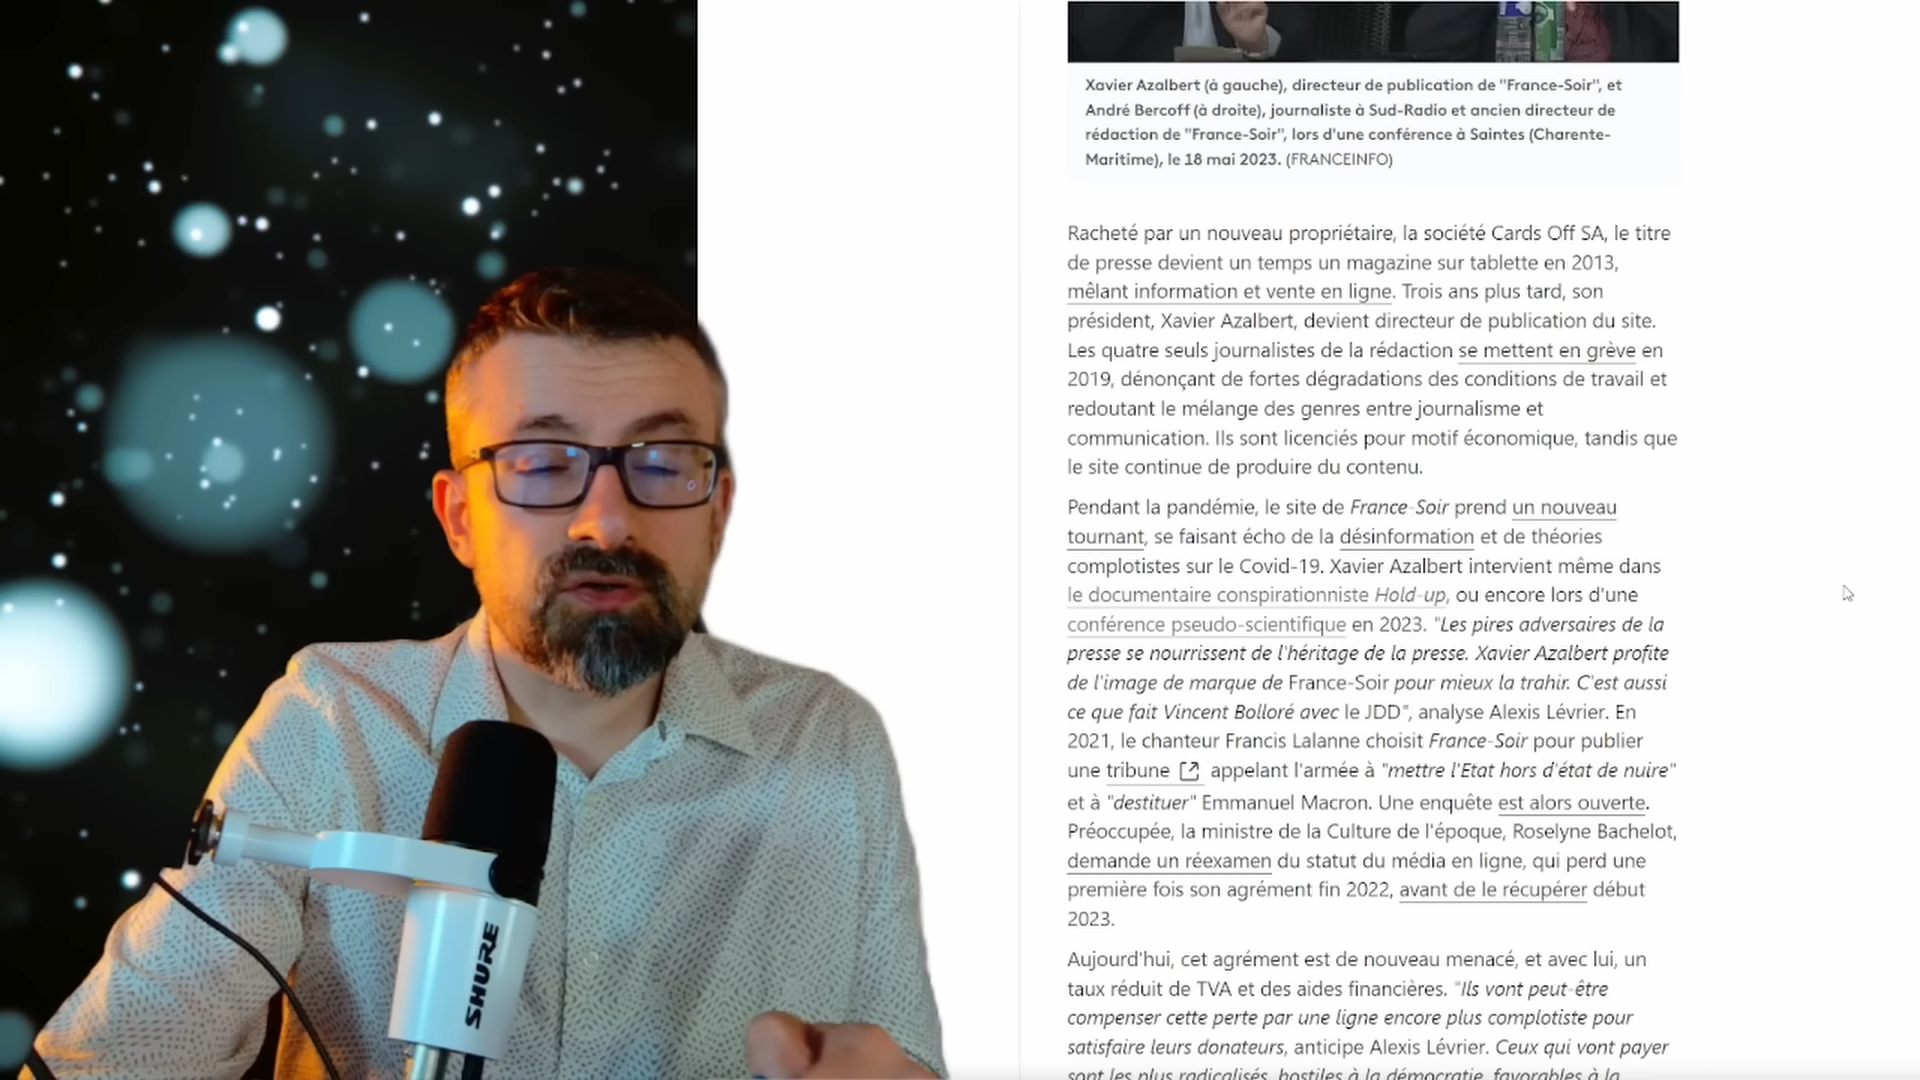 Xavier Azalbert (à gauche), directeur de publication de "France-Soir", et
André Bercoff (à droite), journaliste à Sud-Radio et ancien directeur de
rédaction de "France-Soir", lors d'une conférence à Saintes (Charente-
Maritime), le 18 mai 2023. (FRANCEINFO)
Racheté par un nouveau propriétaire, la société Cards Off SA, le titre
de presse devient un temps un magazine sur tablette en 2013,
mêlant information et vente en ligne. Trois ans plus tard, son
président, Xavier Azalbert, devient directeur de publication du site.
Les quatre seuls journalistes de la rédaction se mettent en grève en
2019, dénonçant de fortes dégradations des conditions de travail et
redoutant le mélange des genres entre journalisme et
communication. Ils sont licenciés pour motif économique, tandis que
le site continue de produire du contenu.
Pendant la pandémie, le site de France-Soir prend un nouveau
tournant, se faisant écho de la désinformation et de théories
complotistes sur le Covid-19. Xavier Azalbert intervient même dans
le documentaire conspirationniste Hold-up, ou encore lors d'une
conférence pseudo-scientifique en 2023. "Les pires adversaires de la
presse se nourrissent de l'héritage de la presse. Xavier Azalbert profite
de l'image de marque de France-Soir pour mieux la trahir. C'est aussi
ce que fait Vincent Bolloré avec le JDD", analyse Alexis Lévrier. En
2021, le chanteur Francis Lalanne choisit France-Soir pour publier
une tribune appelant l'armée à "mettre l'Etat hors d'état de nuire"
et à "destituer" Emmanuel Macron. Une enquête est alors ouverte.
Préoccupée, la ministre de la Culture de l'époque, Roselyne Bachelot,
demande un réexamen du statut du média en ligne, qui perd une
première fois son agrément fin 2022, avant de le récupérer début
2023.
Aujourd'hui, cet agrément est de nouveau menacé, et avec lui, un
taux réduit de TVA et des aides financières. "Ils vont peut-être
compenser cette perte par une ligne encore plus complotiste pour
satisfaire leurs donateurs, anticipe Alexis Lévrier. Ceux qui vont payer
sont les plus radicalisés, hostiles à la démocratie, favorables à la
SHURE